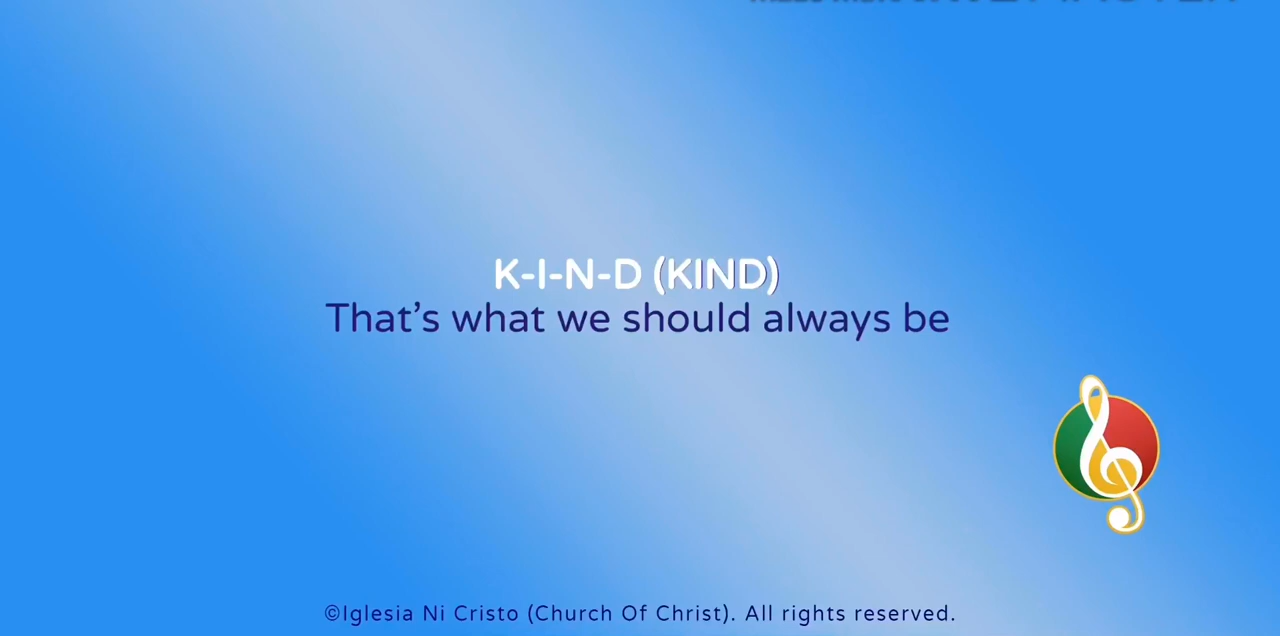 K-I-N-D (KIND)
That's what we should always be
©Iglesia Ni Cristo (Church Of Christ). All rights reserved.